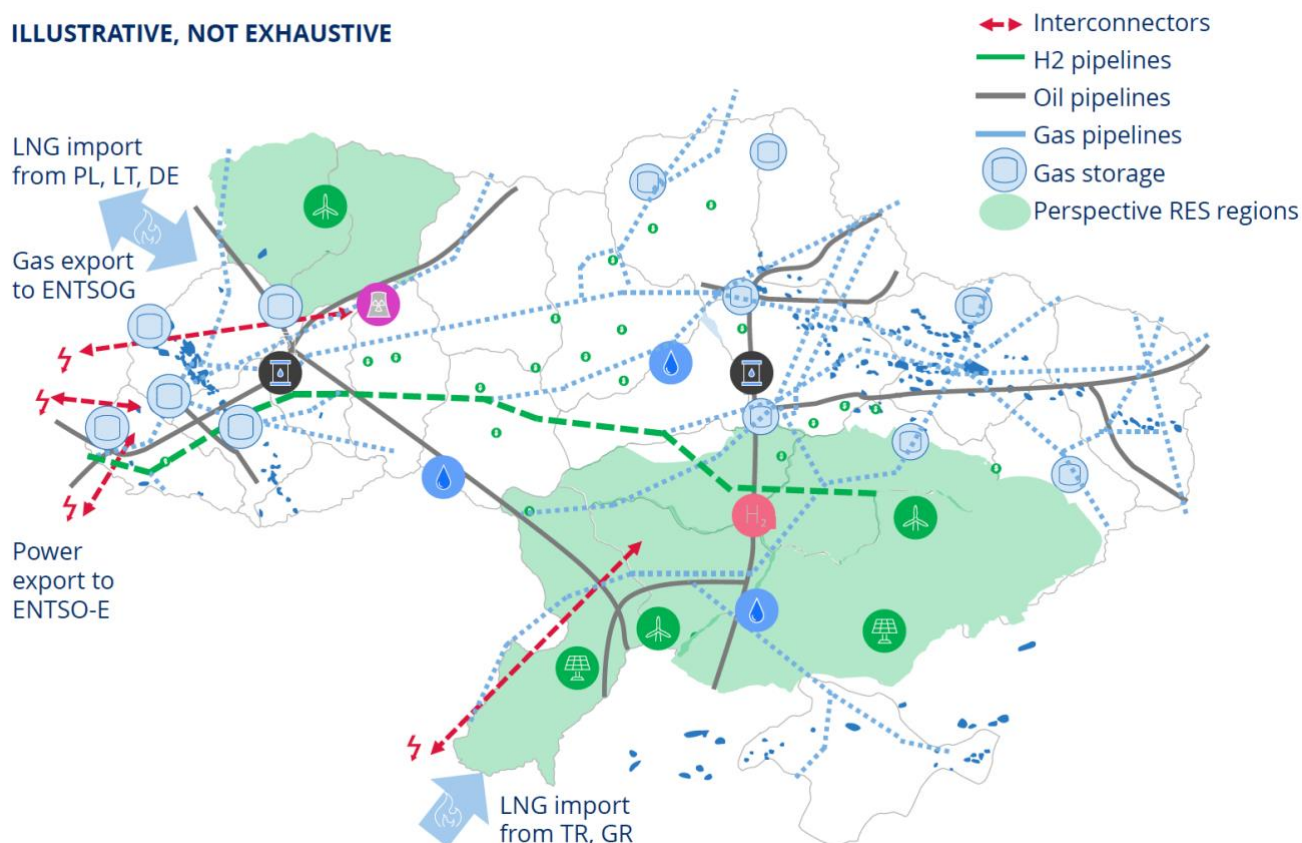 ILLUSTRATIVE, NOT EXHAUSTIVE
Interconnectors
H2 pipelines
Oil pipelines
Gas pipelines
Gas storage
Perspective RES regions
LNG import
from PL, LT, DE
Gas export
to ENTSOG
Power
export to
ENTSO-E
H₂
LNG import
from TR, GR